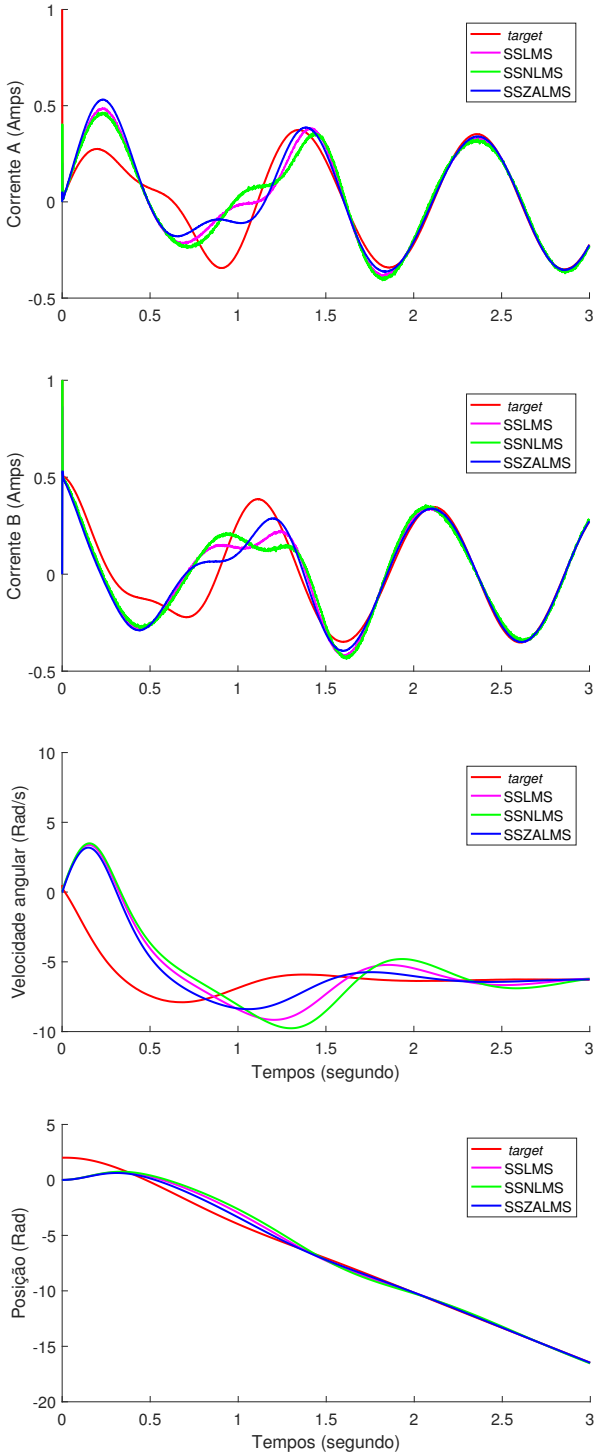 1
0.5
0
-0.5
Corrente A (Amps)
target
SSLMS
SSNLMS
SSZALMS
0 0.5 1 1.5 2 2.5 3
1
0.5
0
-0.5
Corrente B (Amps)
target
SSLMS
SSNLMS
SSZALMS
0 0.5 1 1.5 2 2.5 3
10
5
0
-5
-10
Velocidade angular (Rad/s)
target
SSLMS
SSNLMS
SSZALMS
0 0.5 1 1.5 2 2.5 3
Tempos (segundo)
5
0
-5
-10
-15
-20
Posição (Rad)
target
SSLMS
SSNLMS
SSZALMS
0 0.5 1 1.5 2 2.5 3
Tempos (segundo)